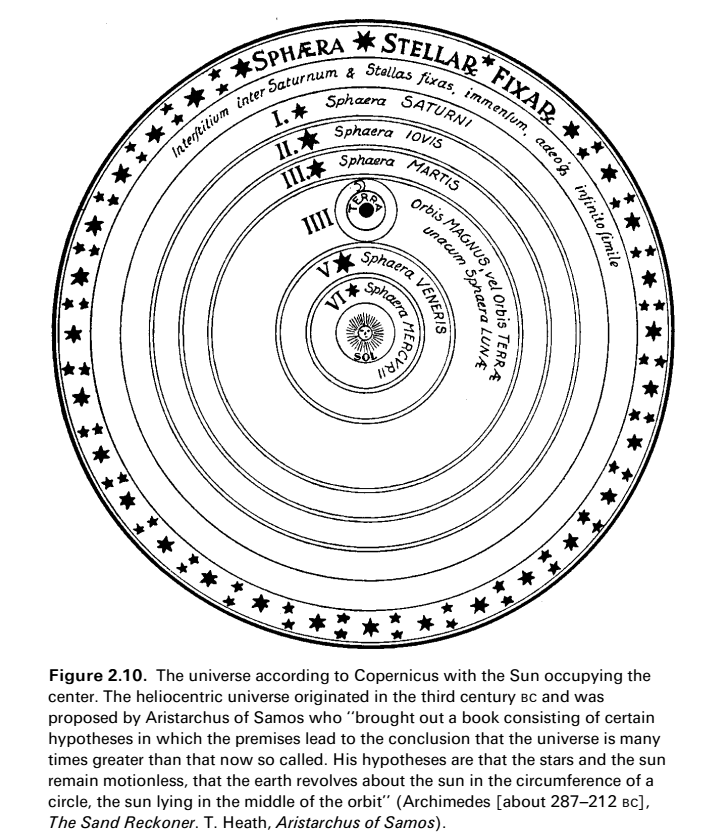 SPHÆRA ★ STELLAR ★ FIXAR
Interstitium inter Saturnum & Stellas fixas, immensum, adeoq́ infinito simile
I. ★ Sphaera SATURNI
II. ★ Sphaera IOVIS
III. ★ Sphaera MARTIS
TERRA
IIII
Orbis MAGNUS, vel Orbis TERRÆ
unacum Sphaera LUNÆ
V ★ Sphaera VENERIS
VI ★ Sphaera MERCVRII
SOL
Figure 2.10. The universe according to Copernicus with the Sun occupying the
center. The heliocentric universe originated in the third century BC and was
proposed by Aristarchus of Samos who ‘‘brought out a book consisting of certain
hypotheses in which the premises lead to the conclusion that the universe is many
times greater than that now so called. His hypotheses are that the stars and the sun
remain motionless, that the earth revolves about the sun in the circumference of a
circle, the sun lying in the middle of the orbit’’ (Archimedes [about 287–212 BC],
The Sand Reckoner. T. Heath, Aristarchus of Samos).